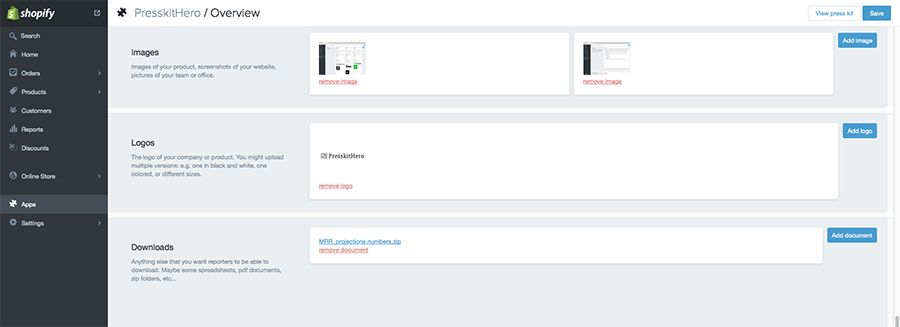 shopify
PresskitHero / Overview
View press kit
Save
Search
Home
Orders
Products
Customers
Reports
Discounts
Online Store
Apps
Settings
Images
Images of your product, screenshots of your website,
pictures of your team or office.
remove image
remove image
Add image
Logos
The logo of your company or product. You might upload
multiple versions: e.g. one in black and white, one
colored, or different sizes.
PresskitHero
remove logo
Add logo
Downloads
Anything else that you want reporters to be able to
download. Maybe some spreadsheets, pdf documents,
zip folders, etc...
MRR_projections.numbers.zip
remove document
Add document